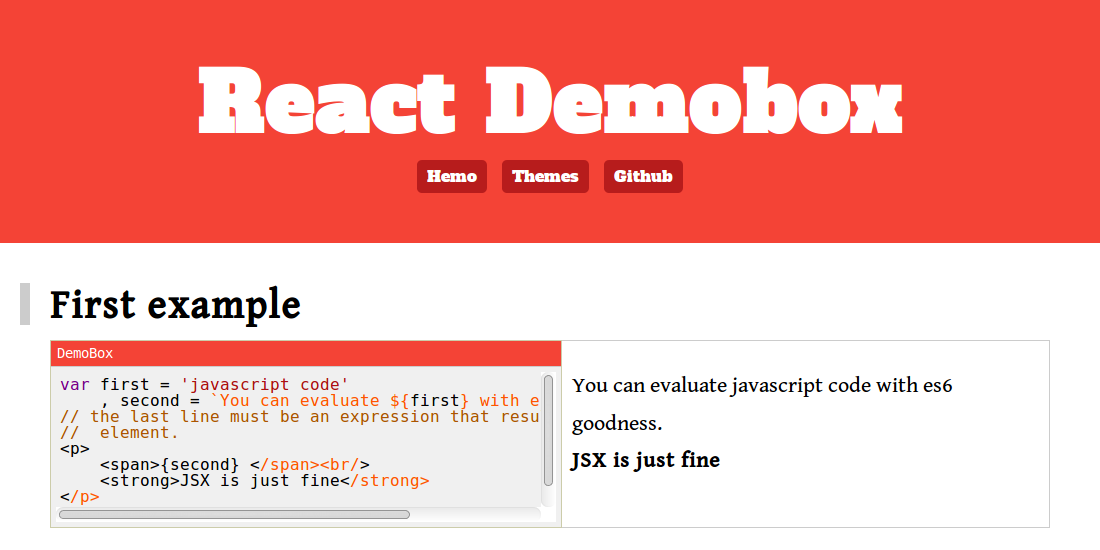 React Demobox
Hemo Themes Github
First example
DemoBox
var first = 'javascript code'
    , second = `You can evaluate ${first} with e
// the last line must be an expression that resu
//  element.
<p>
    <span>{second} </span><br/>
    <strong>JSX is just fine</strong>
</p>
You can evaluate javascript code with es6
goodness.
JSX is just fine